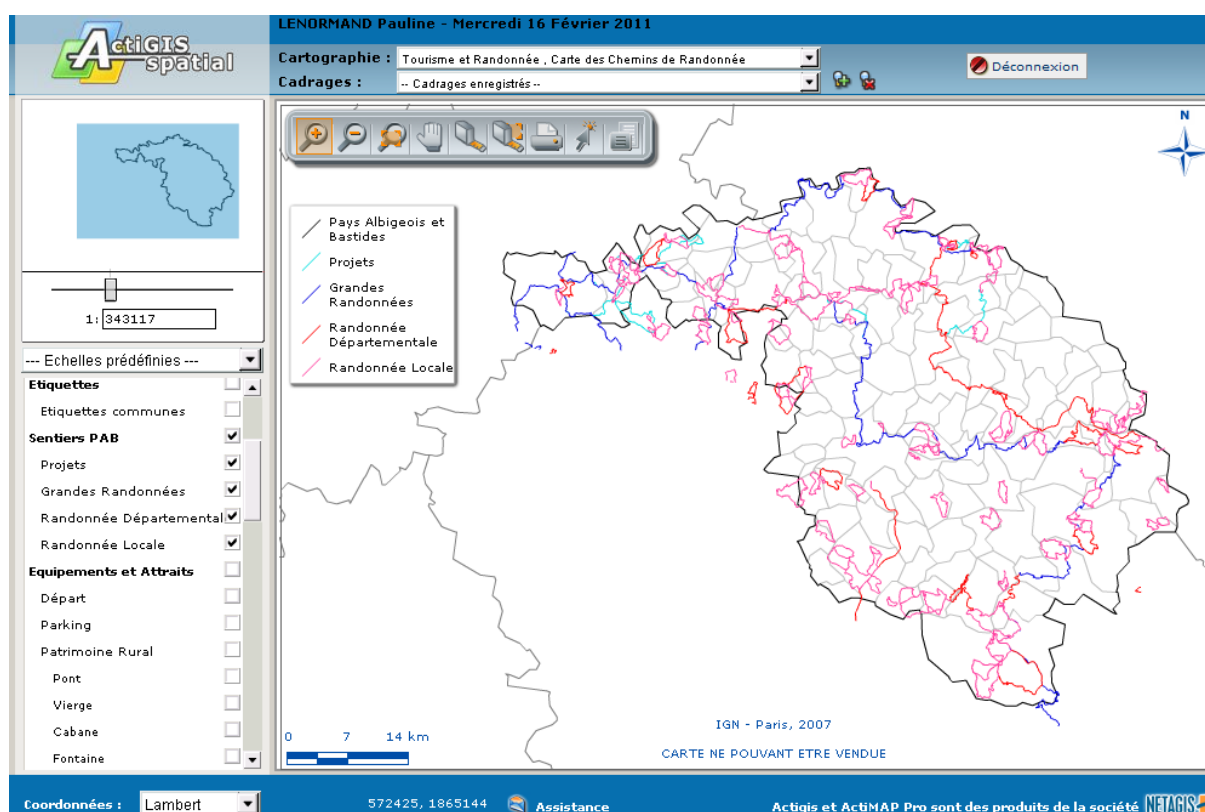 LENORMAND Pauline - Mercredi 16 Février 2011
ActiGIS
spatial
Cartographie : Tourisme et Randonnée , Carte des Chemins de Randonnée
Déconnexion
Cadrages : -- Cadrages enregistrés --
N
Pays Albigeois et
Bastides
Projets
Grandes
Randonnées
Randonnée
Départementale
Randonnée Locale
1: 343117
--- Echelles prédéfinies ---
Etiquettes
Etiquettes communes
Sentiers PAB
Projets
Grandes Randonnées
Randonnée Départemental
Randonnée Locale
Equipements et Attraits
Départ
Parking
Patrimoine Rural
Pont
Vierge
Cabane
Fontaine
0 7 14 km
IGN - Paris, 2007
CARTE NE POUVANT ETRE VENDUE
Coordonnées : Lambert 572425, 1865144 Assistance Actigis et ActiMAP Pro sont des produits de la société NETAGIS